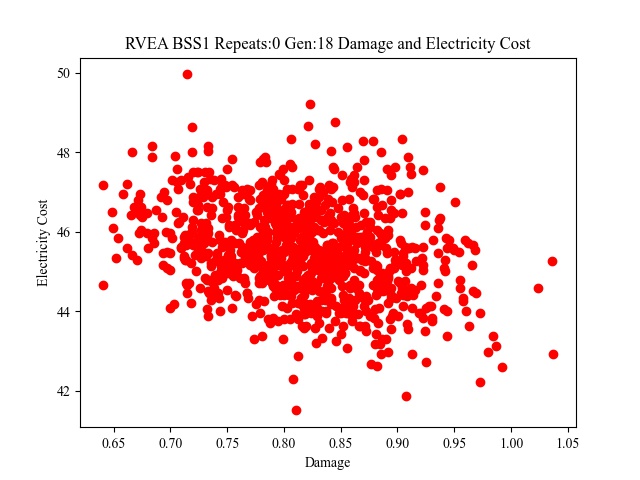 RVEA BSS1 Repeats:0 Gen:18 Damage and Electricity Cost
50
48
46
44
42
Electricity Cost
0.65 0.70 0.75 0.80 0.85 0.90 0.95 1.00 1.05
Damage